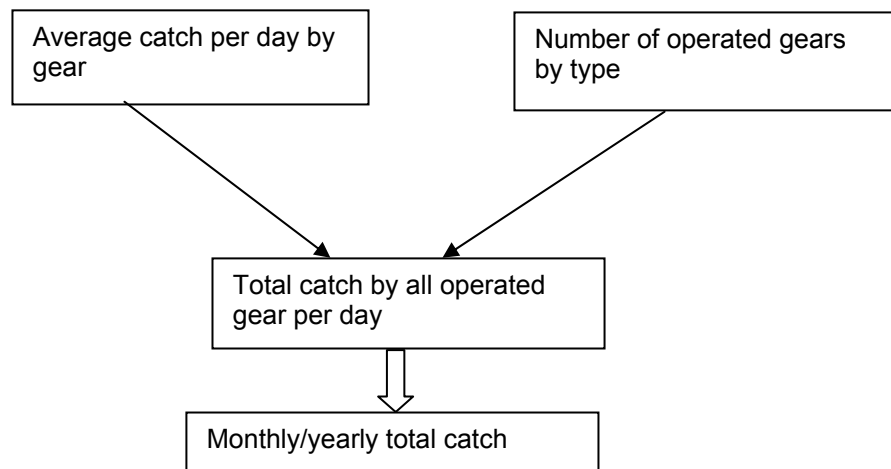 Average catch per day by
gear
Number of operated gears
by type
Total catch by all operated
gear per day
Monthly/yearly total catch